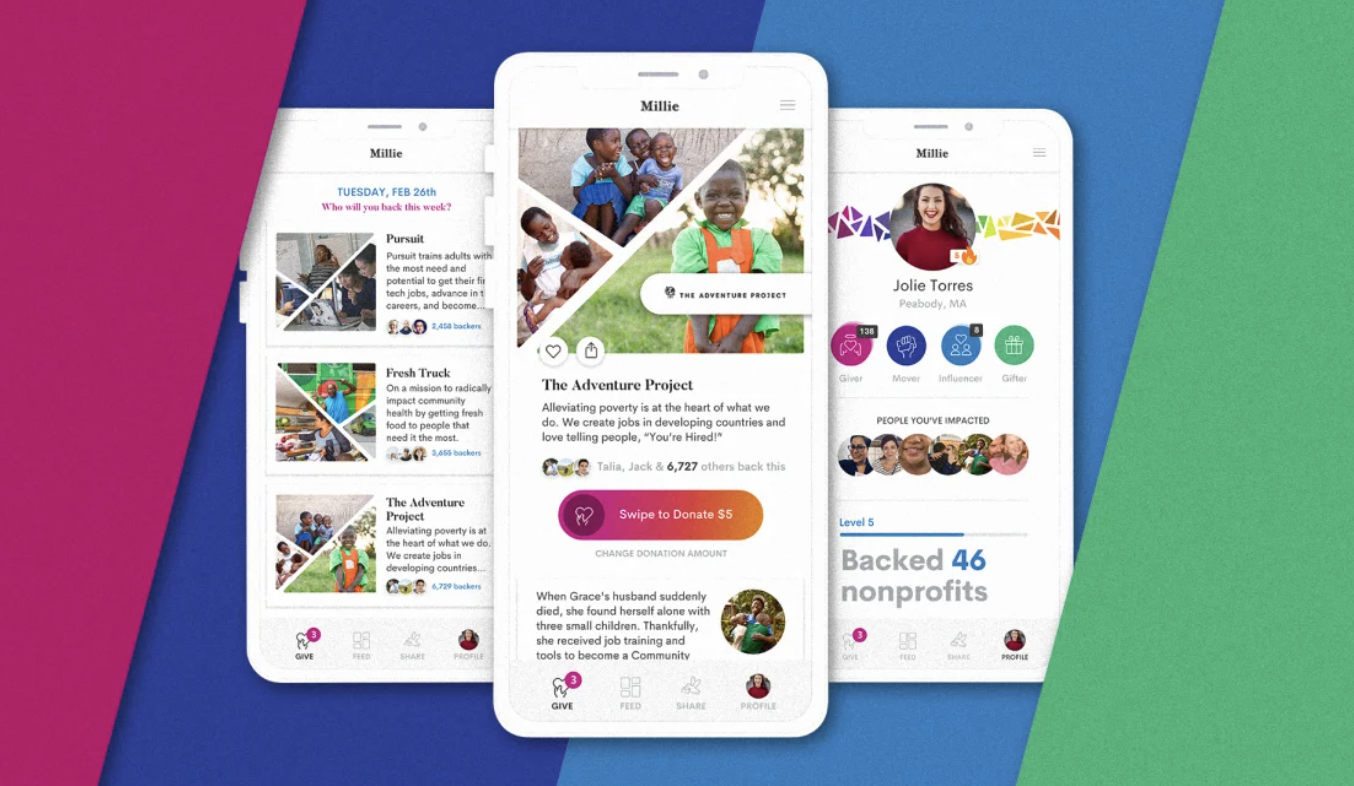 Millie
TUESDAY, FEB 26th
Who will you back this week?
Pursuit
Pursuit trains adults with
the most need and
potential to get their
tech jobs, advance in
careers, and become...
2,458 backers
Fresh Truck
On a mission to radically
impact community
health by getting fresh
food to people that
need it the most.
3,655 backers
The Adventure
Project
Alleviating poverty is at
the heart of what we do.
We create jobs in
developing countries...
6,729 backers
3
GIVE
FEED
SHARE
PROFILE
Millie
THE ADVENTURE PROJECT
The Adventure Project
Alleviating poverty is at the heart of what we
do. We create jobs in developing countries and
love telling people, “You're Hired!”
Talia, Jack & 6,727 others back this
Swipe to Donate $5
CHANGE DONATION AMOUNT
When Grace's husband suddenly
died, she found herself alone with
three small children. Thankfully,
she received job training and
tools to become a Community
3
GIVE
FEED
SHARE
PROFILE
Millie
5
Jolie Torres
Peabody, MA
138
8
Giver
Mover
Influencer
Gifter
PEOPLE YOU'VE IMPACTED
Level 5
Backed 46
nonprofits
3
GIVE
FEED
SHARE
PROFILE